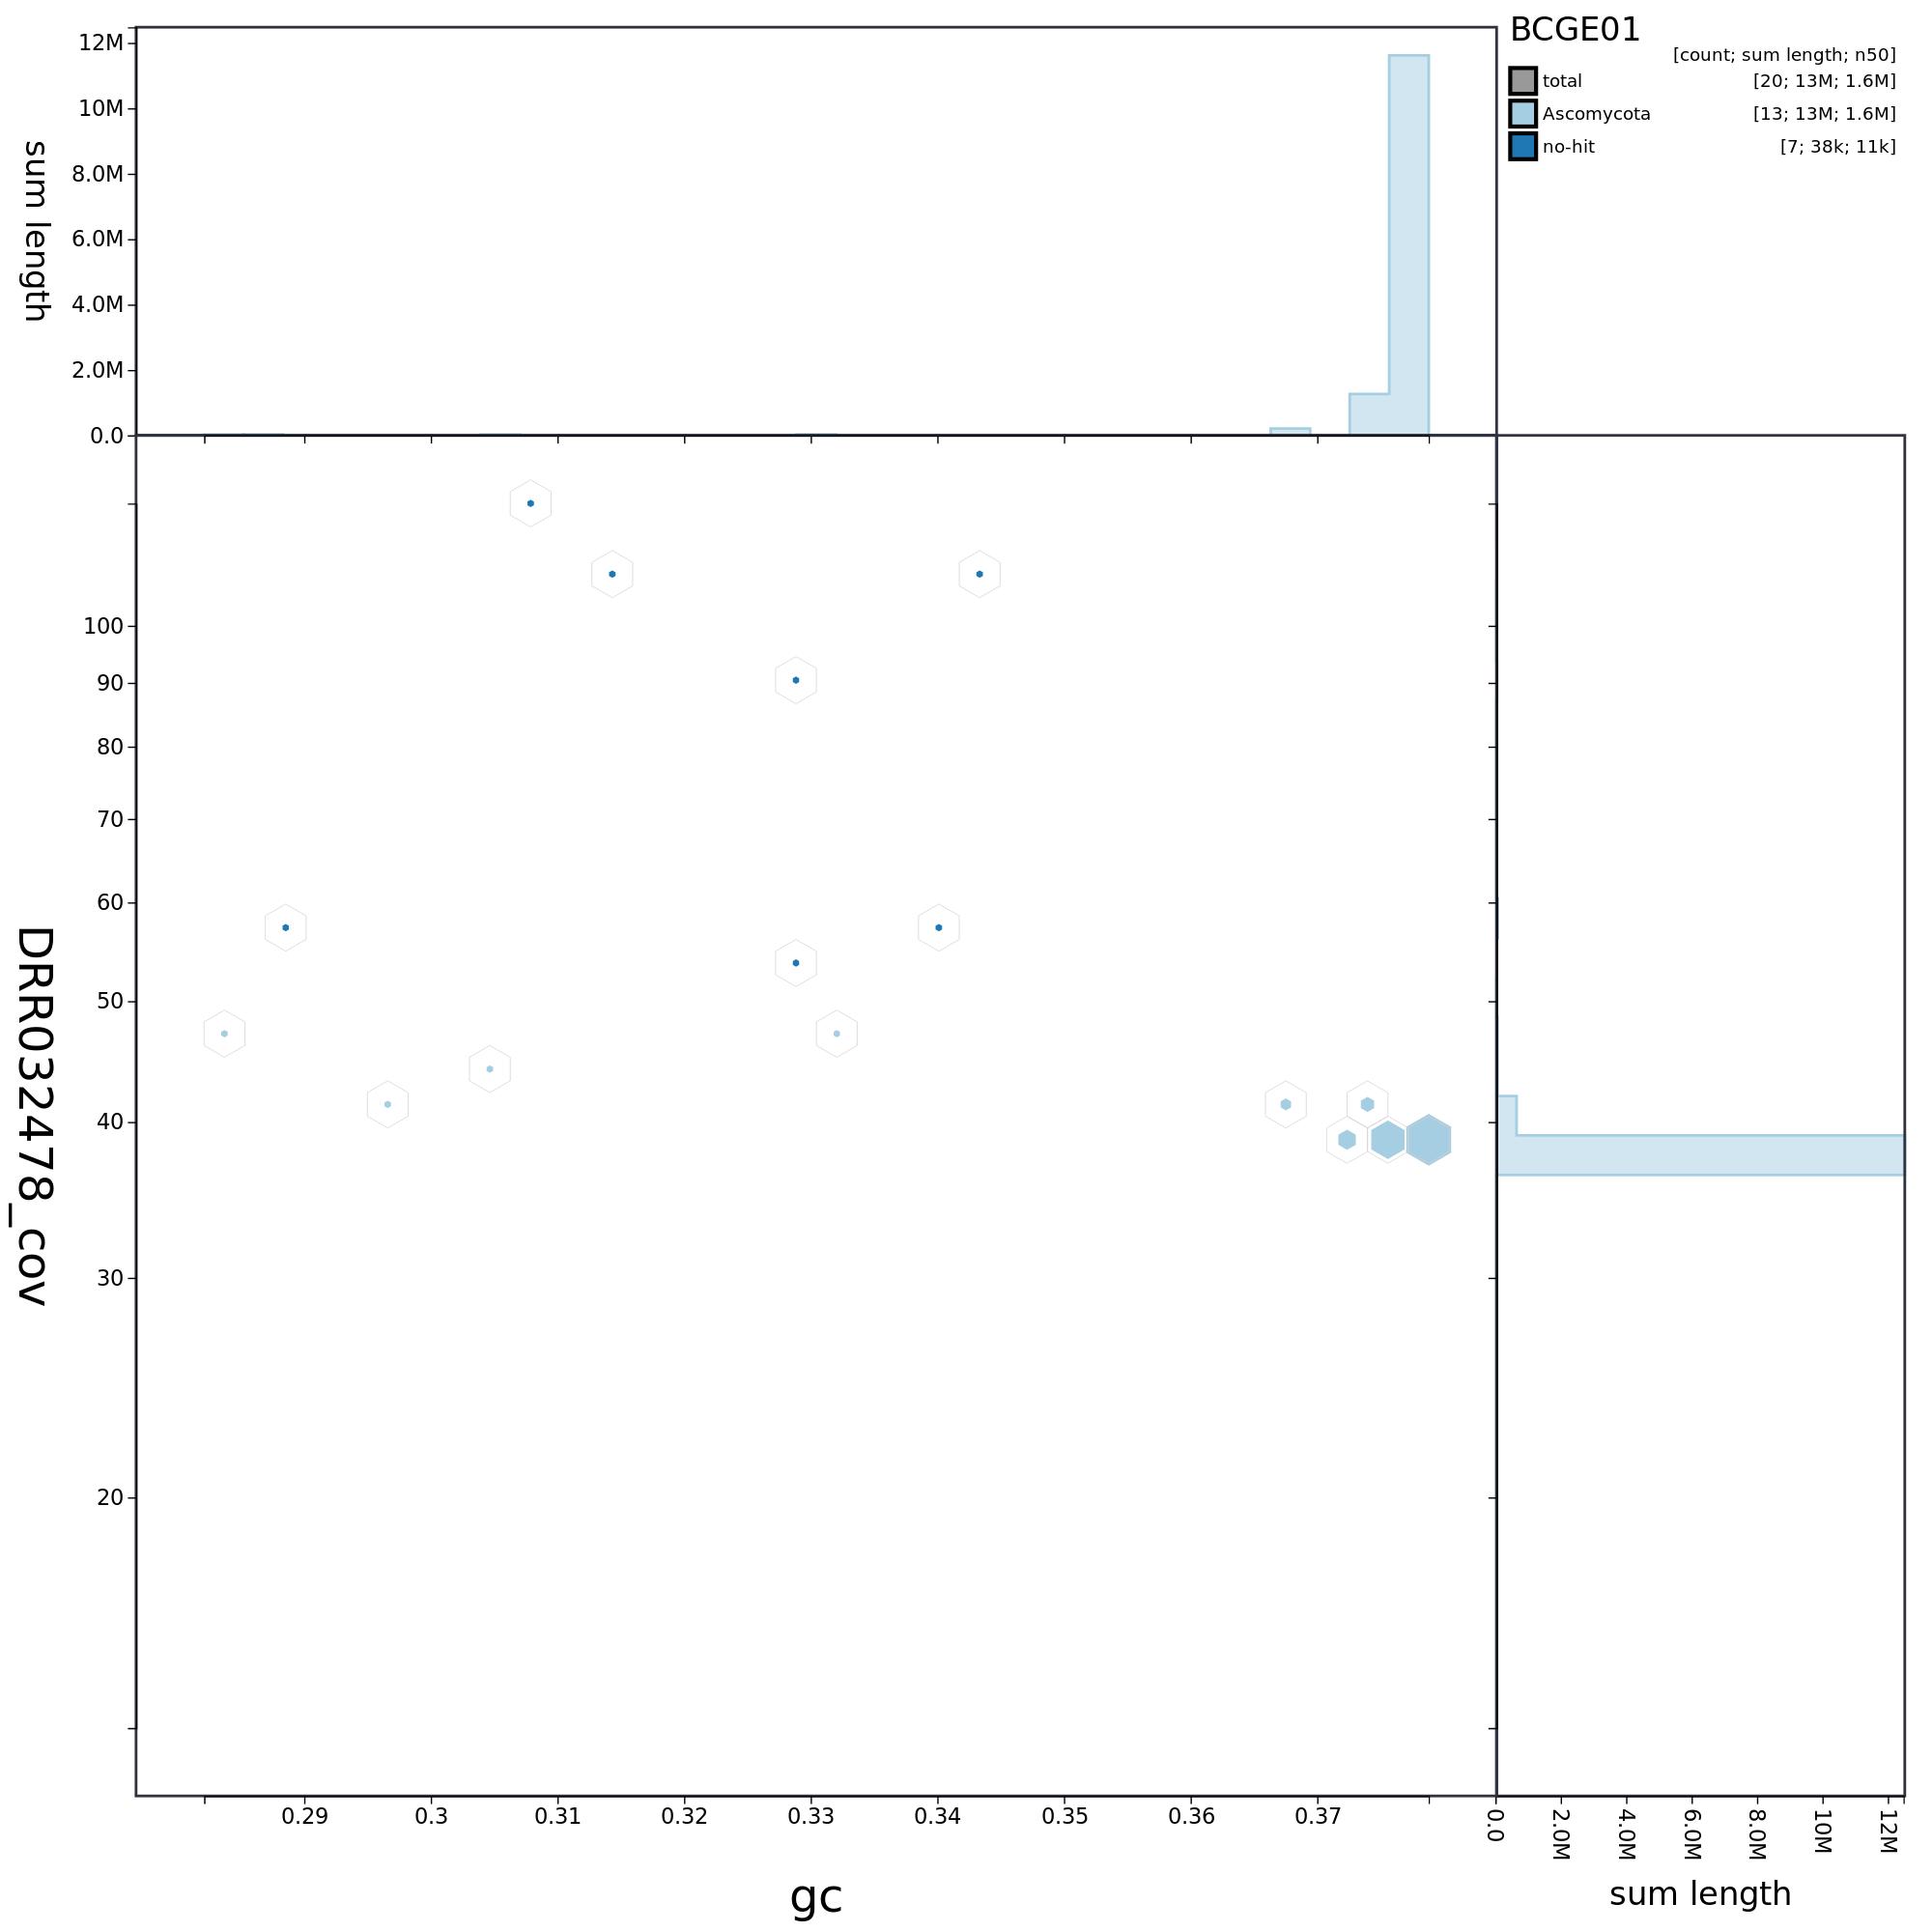 BCGE01
[count; sum length; n50]
total [20; 13M; 1.6M]
Ascomycota [13; 13M; 1.6M]
no-hit [7; 38k; 11k]
12M
10M
8.0M
6.0M
4.0M
2.0M
0.0
sum length
100
90
80
70
60
50
40
30
20
DRR032478_cov
0.29 0.3 0.31 0.32 0.33 0.34 0.35 0.36 0.37
gc
0.0 2.0M 4.0M 6.0M 8.0M 10M 12M
sum length